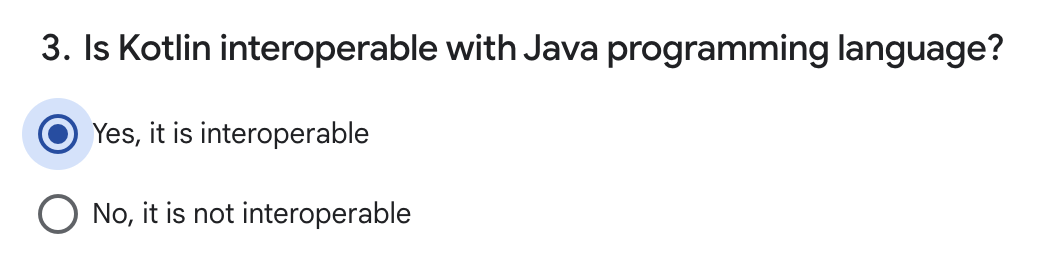 3. Is Kotlin interoperable with Java programming language?
Yes, it is interoperable
No, it is not interoperable